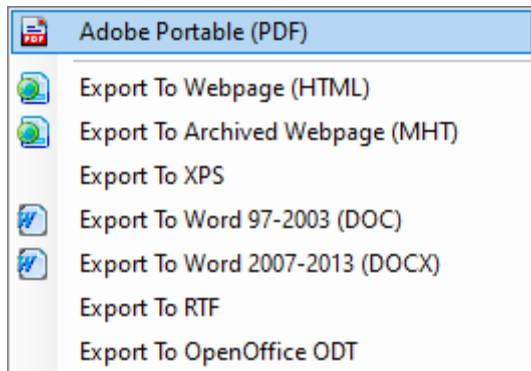 Adobe Portable (PDF)
Export To Webpage (HTML)
Export To Archived Webpage (MHT)
Export To XPS
Export To Word 97-2003 (DOC)
Export To Word 2007-2013 (DOCX)
Export To RTF
Export To OpenOffice ODT